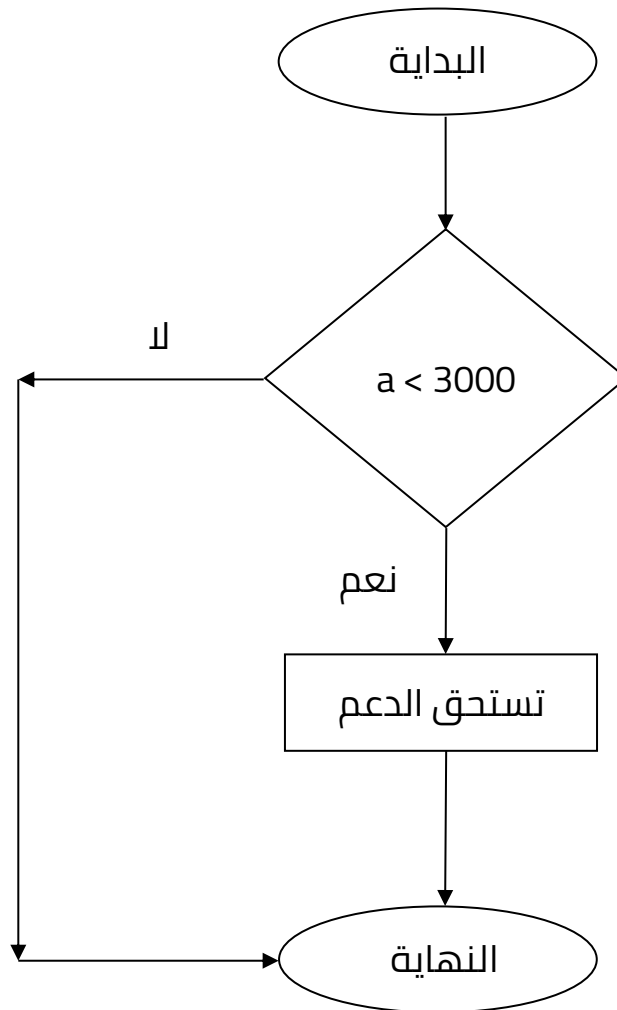 البداية
لا
a < 3000
نعم
تستحق الدعم
النهاية